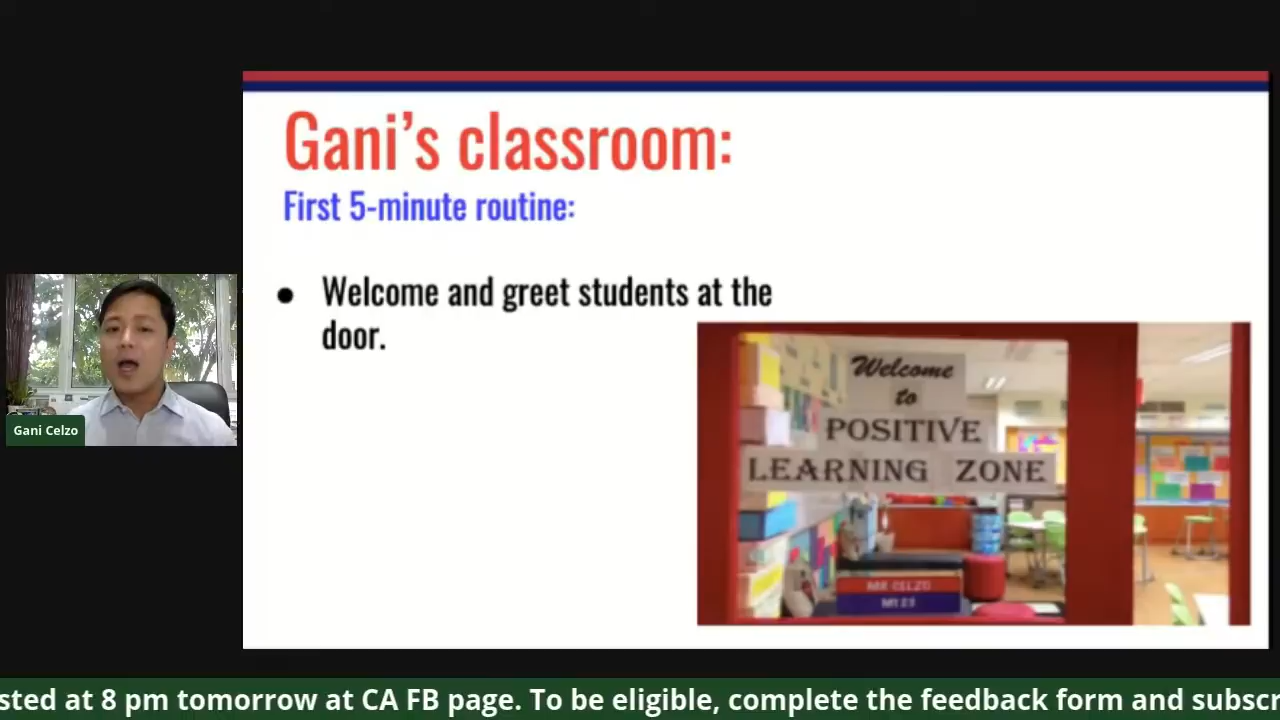 Gani's classroom:
First 5-minute routine:
● Welcome and greet students at the
door.
Welcome
to
POSITIVE
LEARNING ZONE
MR CELZO
Gani Celzo
sted at 8 pm tomorrow at CA FB page. To be eligible, complete the feedback form and subscr